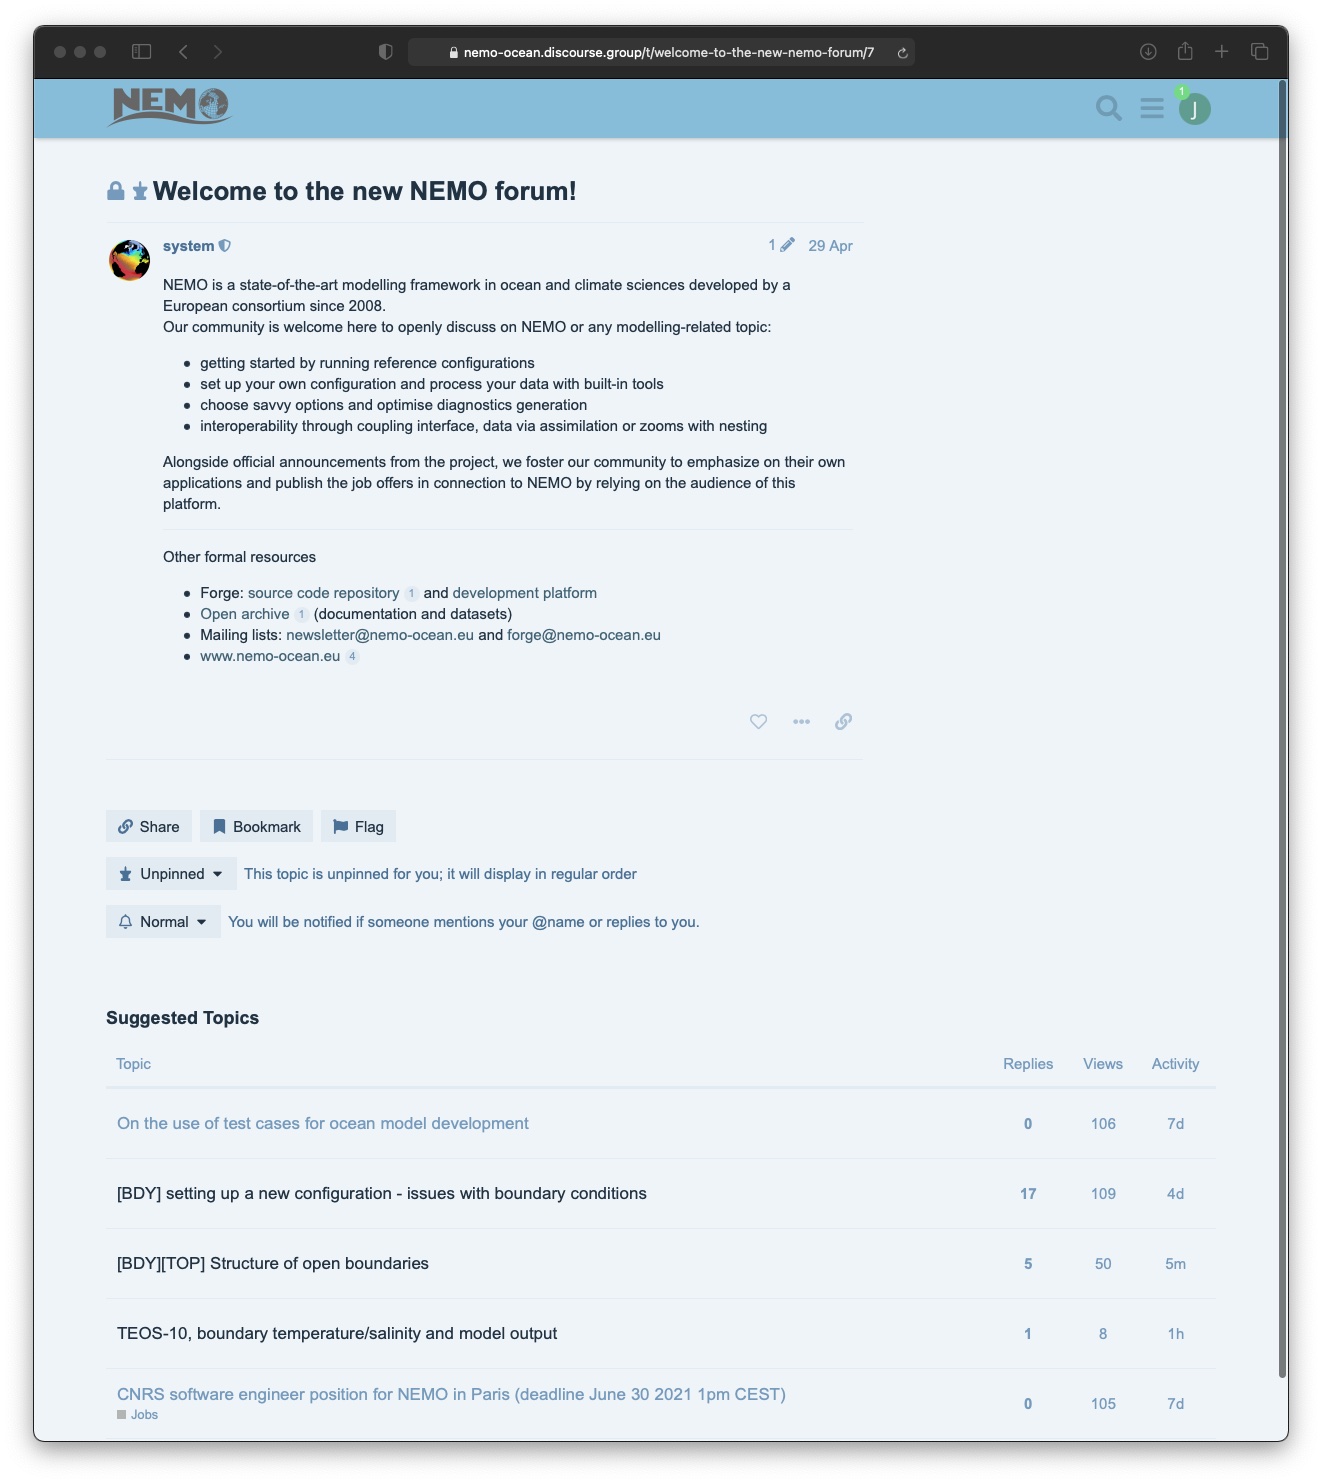 nemo-ocean.discourse.group/t/welcome-to-the-new-nemo-forum/7
NEMO
1
J
Welcome to the new NEMO forum!
system
1
29 Apr
NEMO is a state-of-the-art modelling framework in ocean and climate sciences developed by a
European consortium since 2008.
Our community is welcome here to openly discuss on NEMO or any modelling-related topic:
getting started by running reference configurations
set up your own configuration and process your data with built-in tools
choose savvy options and optimise diagnostics generation
interoperability through coupling interface, data via assimilation or zooms with nesting
Alongside official announcements from the project, we foster our community to emphasize on their own
applications and publish the job offers in connection to NEMO by relying on the audience of this
platform.
Other formal resources
Forge: source code repository 1 and development platform
Open archive 1 (documentation and datasets)
Mailing lists: newsletter@nemo-ocean.eu and forge@nemo-ocean.eu
www.nemo-ocean.eu 4
Share Bookmark Flag
Unpinned This topic is unpinned for you; it will display in regular order
Normal You will be notified if someone mentions your @name or replies to you.
Suggested Topics
Topic Replies Views Activity
On the use of test cases for ocean model development 0 106 7d
[BDY] setting up a new configuration - issues with boundary conditions 17 109 4d
[BDY][TOP] Structure of open boundaries 5 50 5m
TEOS-10, boundary temperature/salinity and model output 1 8 1h
CNRS software engineer position for NEMO in Paris (deadline June 30 2021 1pm CEST) 0 105 7d
Jobs